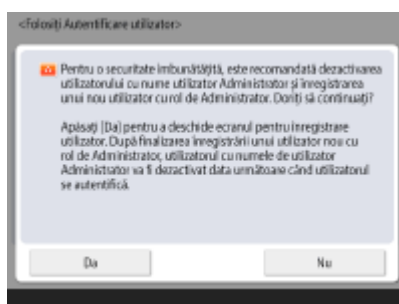 <Folosiți Autentificare utilizator>
Pentru o securitate îmbunătățită, este recomandată dezactivarea
utilizatorului cu nume utilizator Administrator și înregistrarea
unui nou utilizator cu rol de Administrator. Doriți să continuați?
Apăsați [Da] pentru a deschide ecranul pentru înregistrare
utilizator. După finalizarea înregistrării unui utilizator nou cu
rol de Administrator, utilizatorul cu numele de utilizator
Administrator va fi dezactivat data următoare când utilizatorul
se autentifică.
Da
Nu